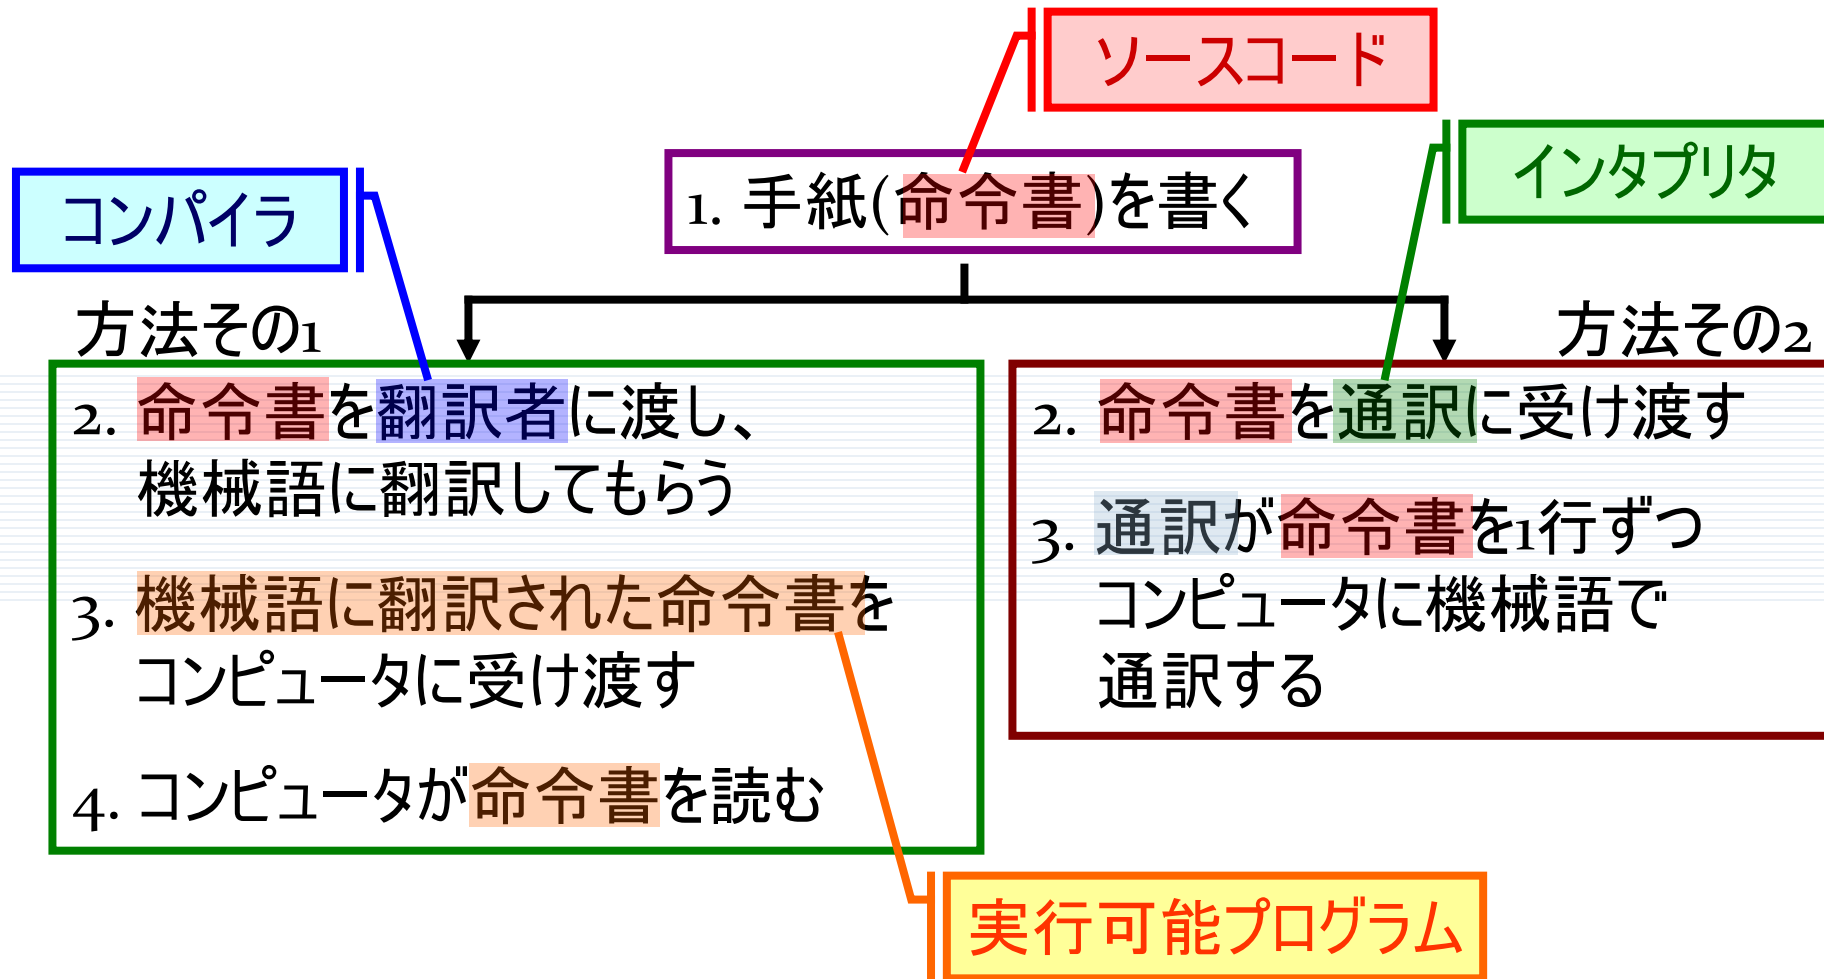 ソースコード
インタプリタ
コンパイラ
1. 手紙(命令書)を書く
方法その1
2. 命令書を翻訳者に渡し、
機械語に翻訳してもらう
3. 機械語に翻訳された命令書を
コンピュータに受け渡す
4. コンピュータが命令書を読む
方法その2
2. 命令書を通訳に受け渡す
3. 通訳が命令書を1行ずつ
コンピュータに機械語で
通訳する
実行可能プログラム